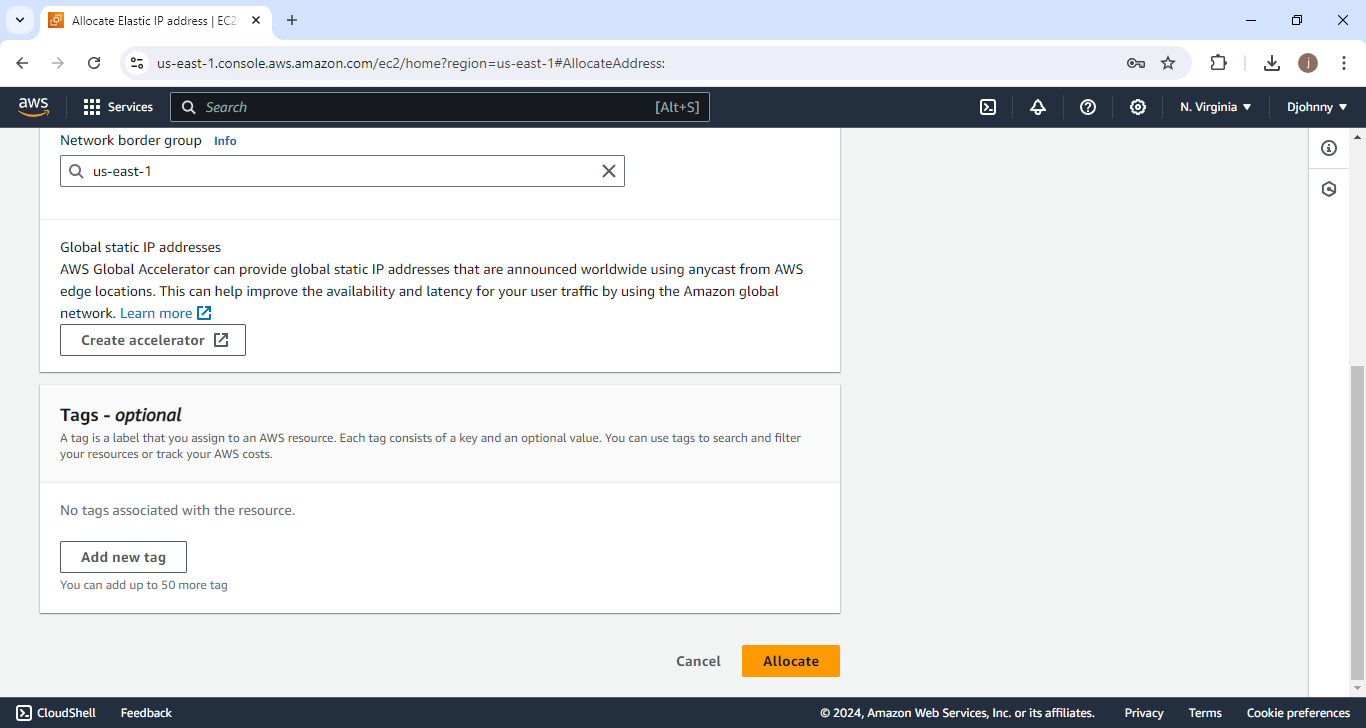 Allocate Elastic IP address | EC2
us-east-1.console.aws.amazon.com/ec2/home?region=us-east-1#AllocateAddress:
j
aws
Services
Search
[Alt+S]
N. Virginia
Djohnny
Network border group Info
us-east-1
Global static IP addresses
AWS Global Accelerator can provide global static IP addresses that are announced worldwide using anycast from AWS
edge locations. This can help improve the availability and latency for your user traffic by using the Amazon global
network. Learn more
Create accelerator
Tags - optional
A tag is a label that you assign to an AWS resource. Each tag consists of a key and an optional value. You can use tags to search and filter
your resources or track your AWS costs.
No tags associated with the resource.
Add new tag
You can add up to 50 more tag
Cancel
Allocate
CloudShell
Feedback
© 2024, Amazon Web Services, Inc. or its affiliates.
Privacy
Terms
Cookie preferences